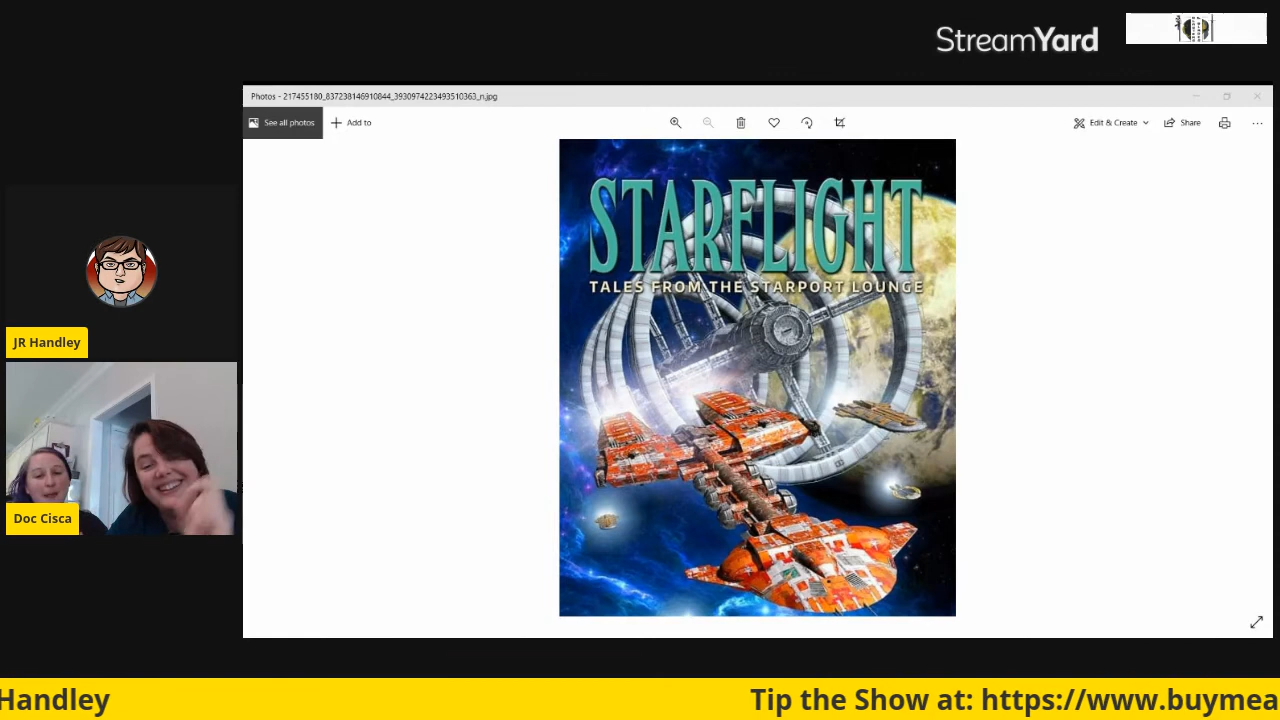 StreamYard
Photos - 217455180_837238146910844_3930974223493510363_n.jpg
See all photos
Add to
Edit & Create
Share
STARFLIGHT
TALES FROM THE STARPORT LOUNGE
JR Handley
Doc Cisca
Handley
Tip the Show at: https://www.buymea